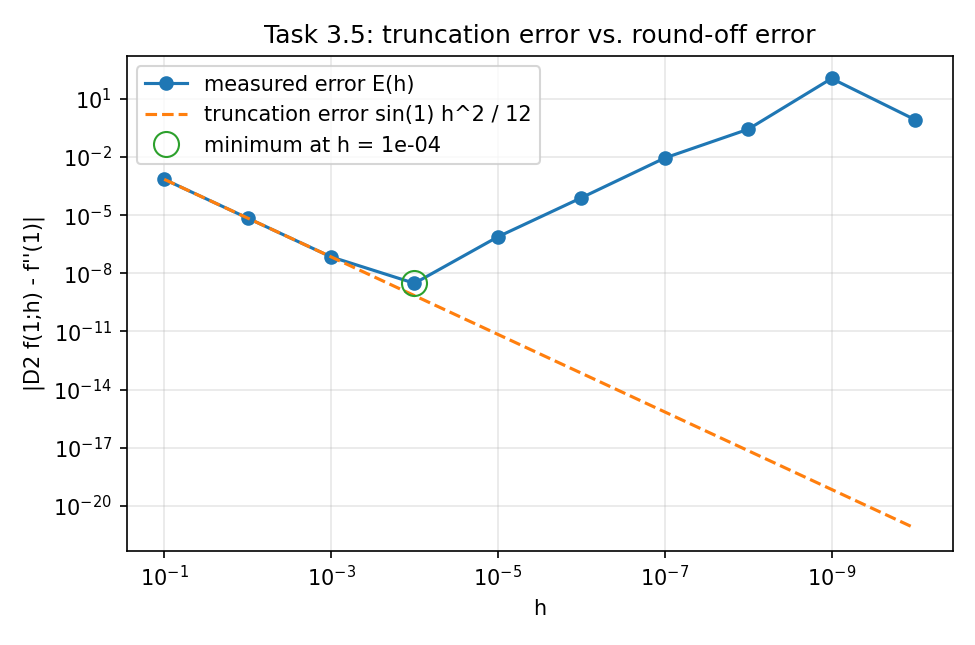 Task 3.5: truncation error vs. round-off error
measured error E(h)
truncation error sin(1) h^2 / 12
minimum at h = 1e-04
|D2 f(1;h) - f''(1)|
10¹
10⁻²
10⁻⁵
10⁻⁸
10⁻¹¹
10⁻¹⁴
10⁻¹⁷
10⁻²⁰
10⁻¹ 10⁻³ 10⁻⁵ 10⁻⁷ 10⁻⁹
h